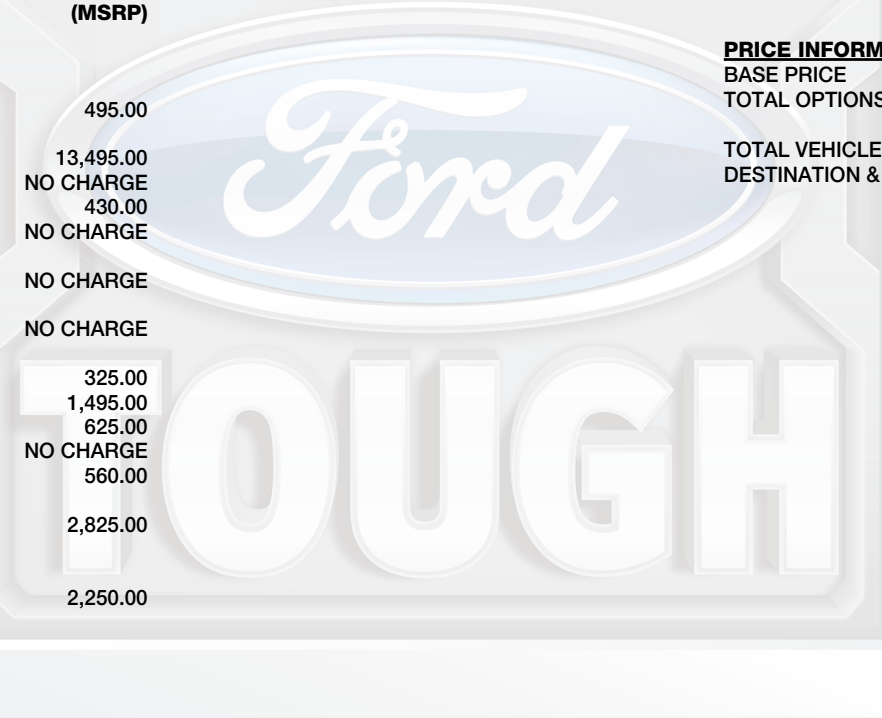 (MSRP)
495.00
13,495.00
NO CHARGE
430.00
NO CHARGE
NO CHARGE
NO CHARGE
325.00
1,495.00
625.00
NO CHARGE
560.00
2,825.00
2,250.00
PRICE INFORM
BASE PRICE
TOTAL OPTIONS
TOTAL VEHICLE
DESTINATION &
Ford
TOUGH